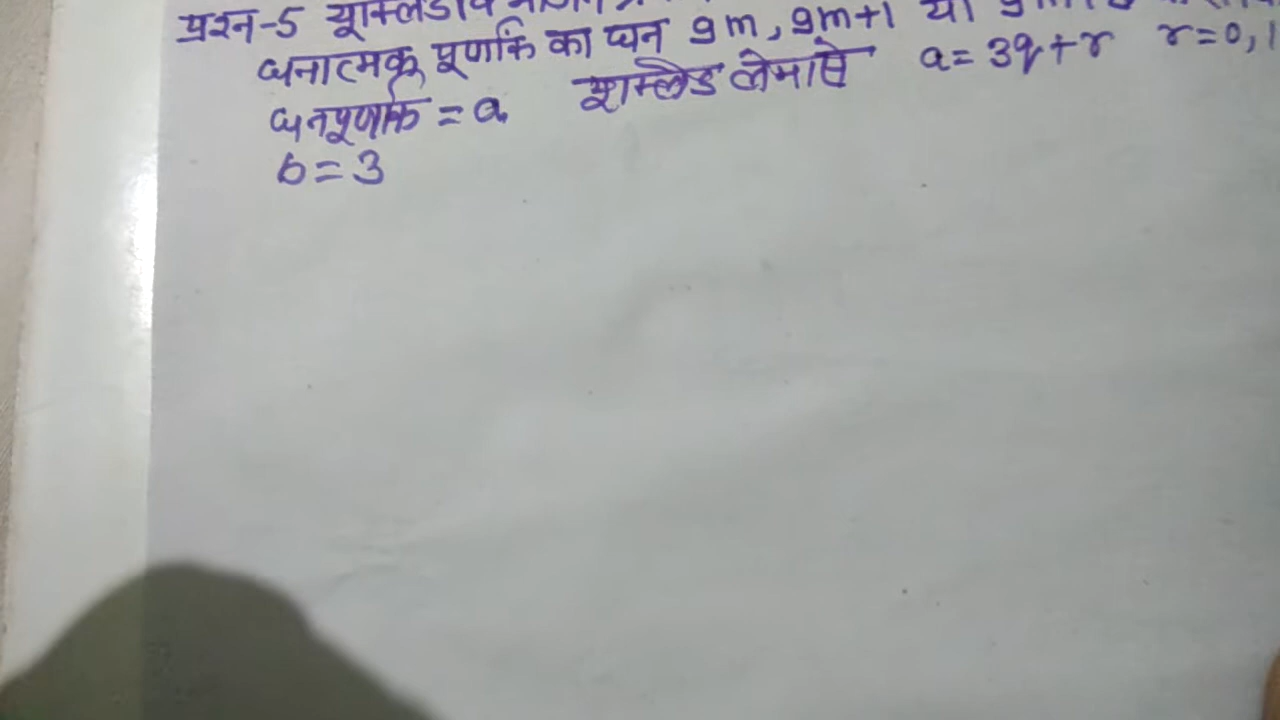 प्रश्न-5 यूक्लिड
धनात्मक पूर्णाक का घन 9m, 9m+1 या
धनपूर्णाक = a यूक्लिड लेमासे a = 3q + r r = 0, 1
b = 3